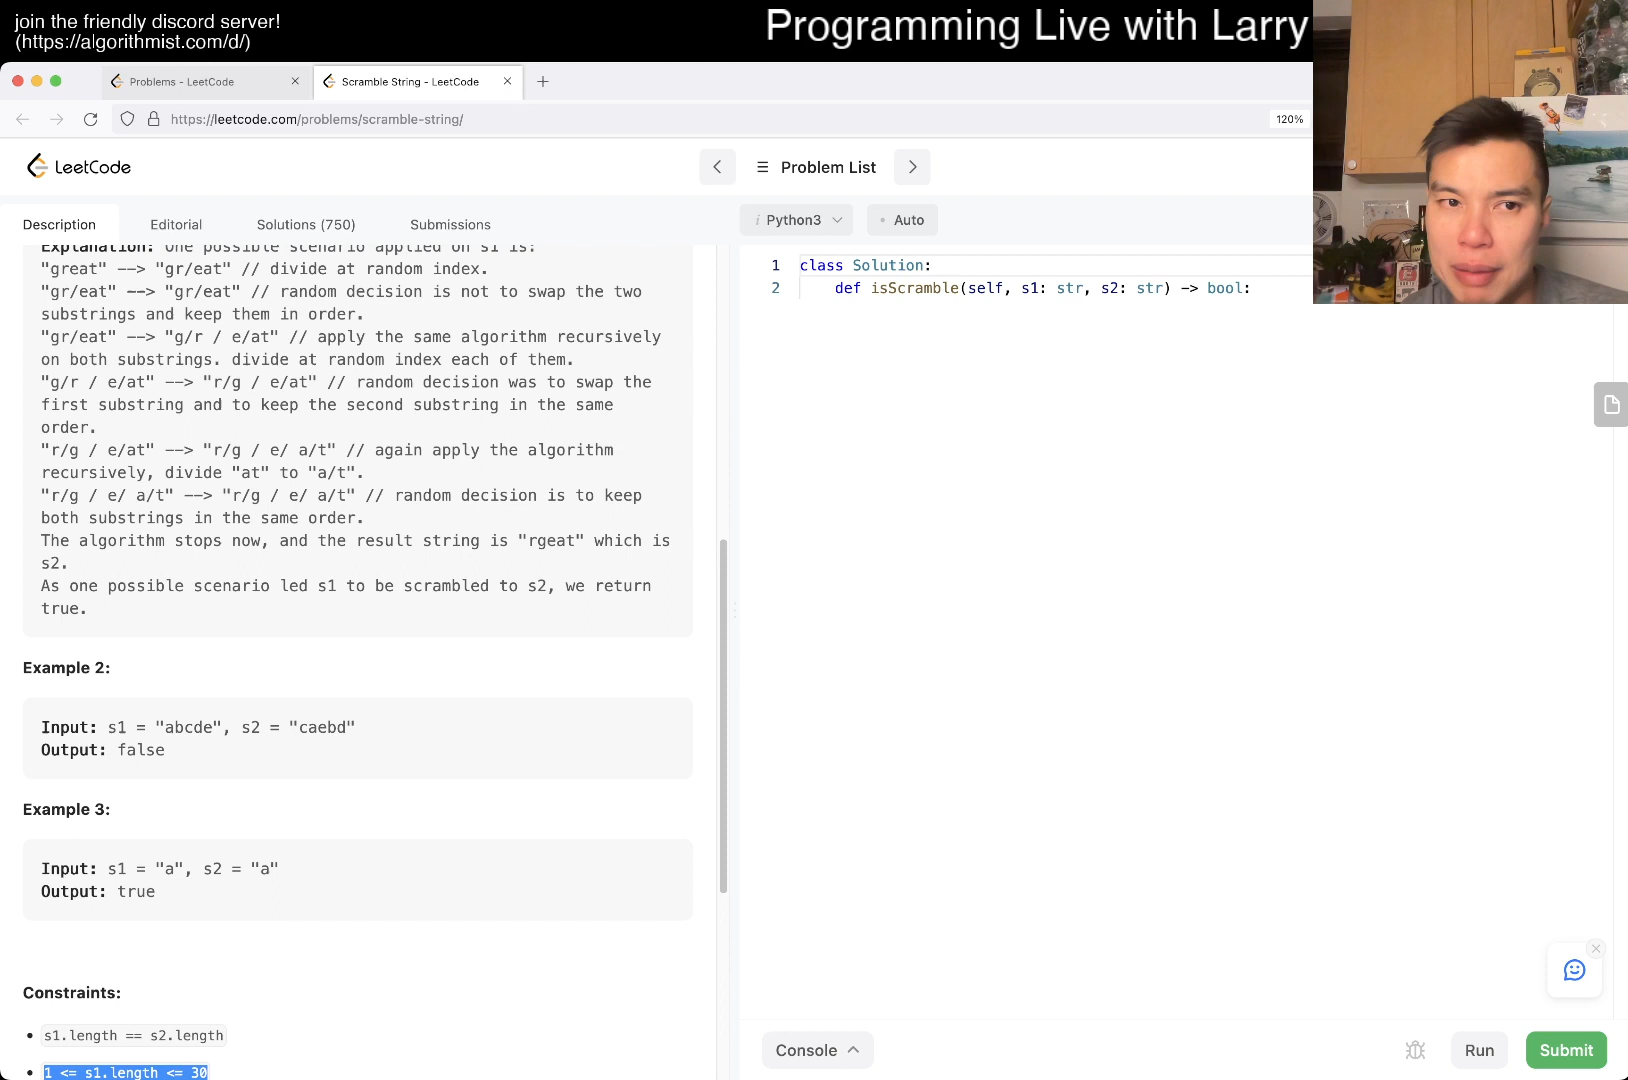 join the friendly discord server!
(https://algorithmist.com/d/)
Programming Live with Larry
Problems - LeetCode
Scramble String - LeetCode
https://leetcode.com/problems/scramble-string/
120%
LeetCode
Problem List
Description
Editorial
Solutions (750)
Submissions
Explanation: One possible scenario applied on s1 is:
"great" --> "gr/eat" // divide at random index.
"gr/eat" --> "gr/eat" // random decision is not to swap the two
substrings and keep them in order.
"gr/eat" --> "g/r / e/at" // apply the same algorithm recursively
on both substrings. divide at random index each of them.
"g/r / e/at" --> "r/g / e/at" // random decision was to swap the
first substring and to keep the second substring in the same
order.
"r/g / e/at" --> "r/g / e/ a/t" // again apply the algorithm
recursively, divide "at" to "a/t".
"r/g / e/ a/t" --> "r/g / e/ a/t" // random decision is to keep
both substrings in the same order.
The algorithm stops now, and the result string is "rgeat" which is
s2.
As one possible scenario led s1 to be scrambled to s2, we return
true.
Example 2:
Input: s1 = "abcde", s2 = "caebd"
Output: false
Example 3:
Input: s1 = "a", s2 = "a"
Output: true
Constraints:
• s1.length == s2.length
• 1 <= s1.length <= 30
i Python3
• Auto
1 class Solution:
2 def isScramble(self, s1: str, s2: str) -> bool:
Console
Run
Submit